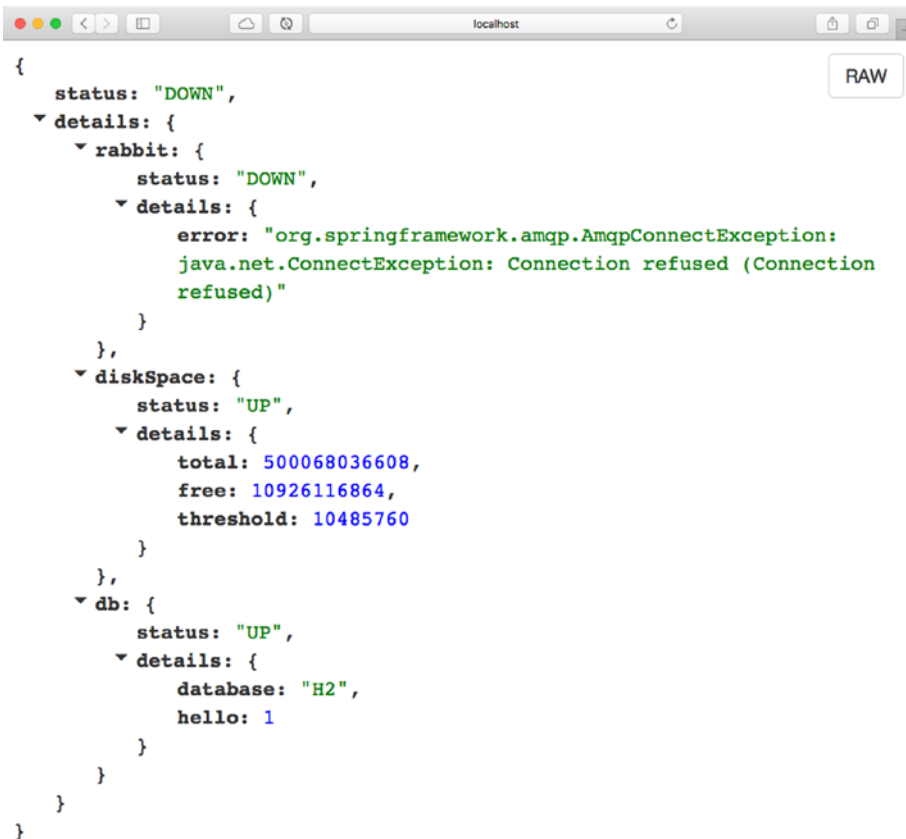 localhost
RAW
{
status: "DOWN",
details: {
rabbit: {
status: "DOWN",
details: {
error: "org.springframework.amqp.AmqpConnectException:
java.net.ConnectException: Connection refused (Connection
refused)"
}
},
diskSpace: {
status: "UP",
details: {
total: 500068036608,
free: 10926116864,
threshold: 10485760
}
},
db: {
status: "UP",
details: {
database: "H2",
hello: 1
}
}
}
}